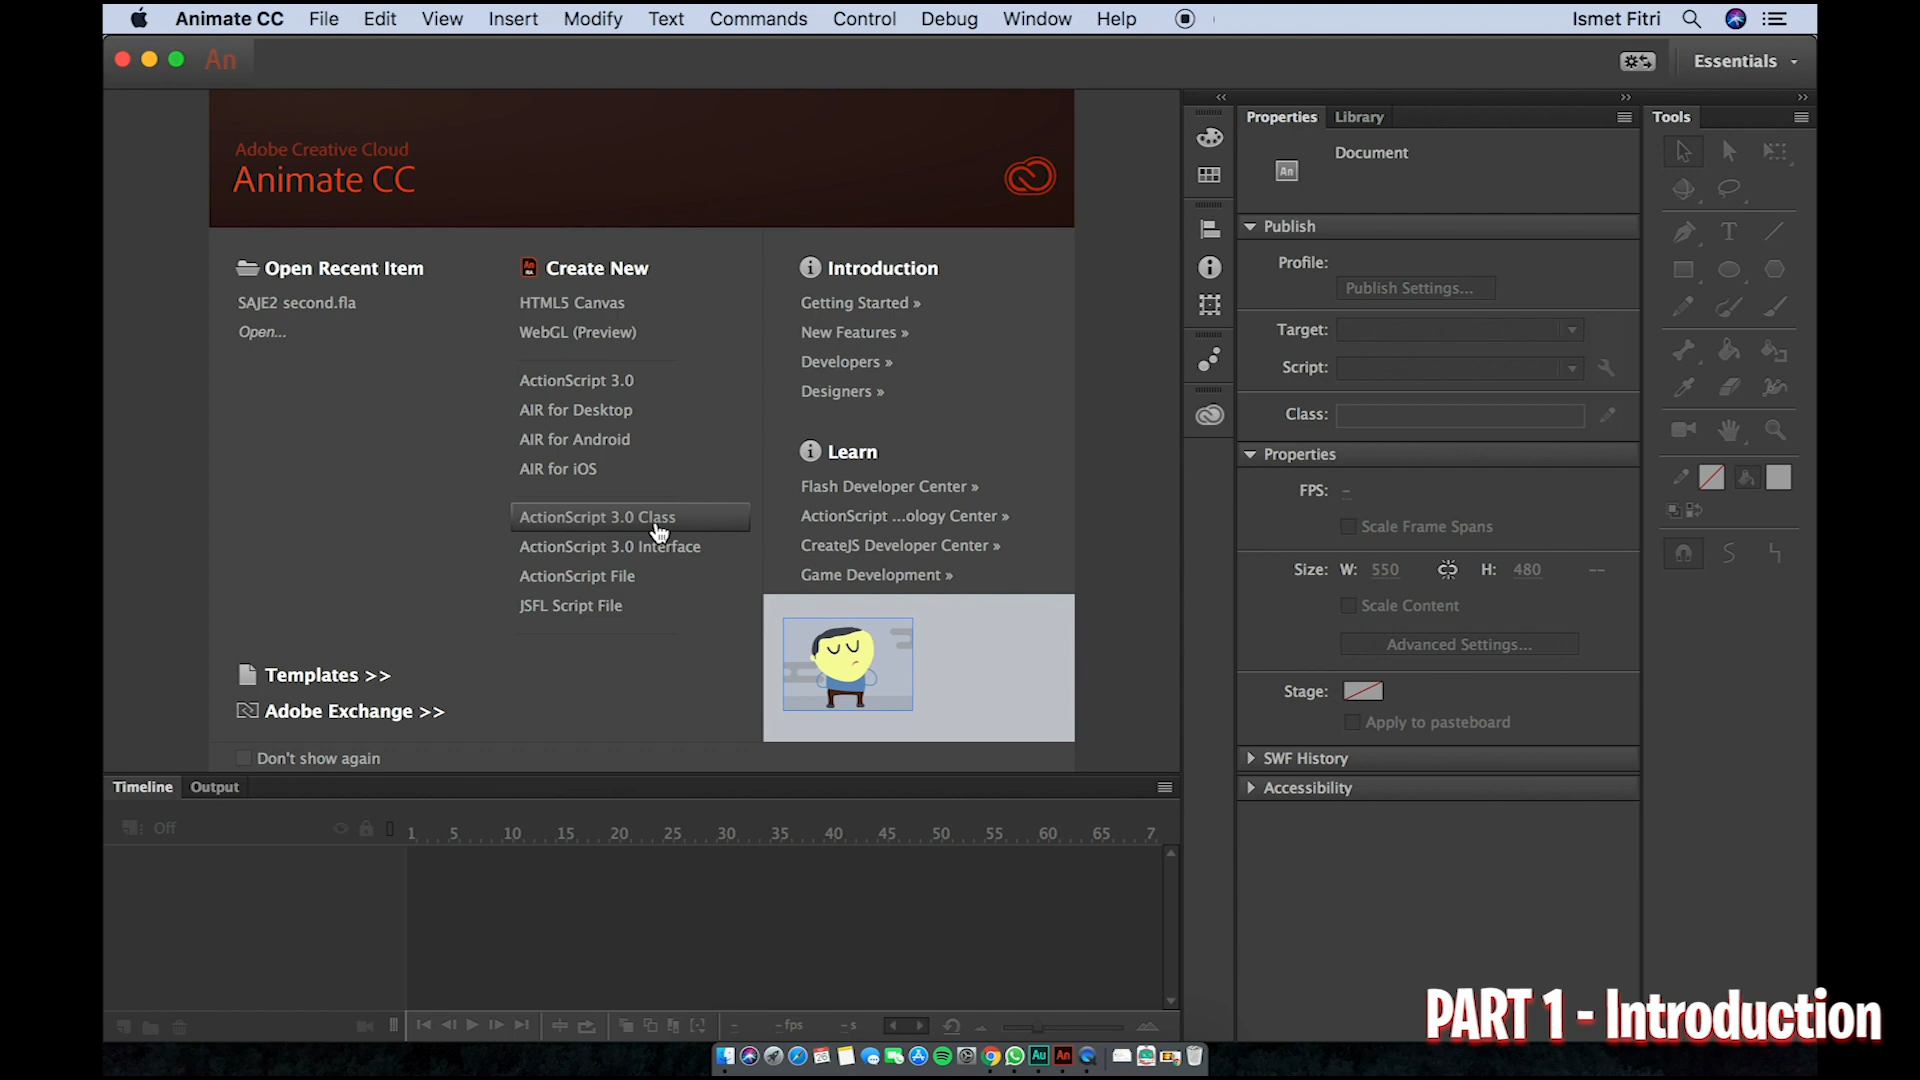 Animate CC File Edit View Insert Modify Text Commands Control Debug Window Help Ismet Fitri
An
Essentials
Adobe Creative Cloud
Animate CC
Open Recent Item
SAJE2 second.fla
Open...
Create New
HTML5 Canvas
WebGL (Preview)
ActionScript 3.0
AIR for Desktop
AIR for Android
AIR for iOS
ActionScript 3.0 Class
ActionScript 3.0 Interface
ActionScript File
JSFL Script File
Introduction
Getting Started »
New Features »
Developers »
Designers »
Learn
Flash Developer Center »
ActionScript ...ology Center »
CreateJS Developer Center »
Game Development »
Templates >>
Adobe Exchange >>
Don't show again
Properties Library
Document
An
Publish
Profile:
Publish Settings...
Target:
Script:
Class:
Properties
FPS: –
Scale Frame Spans
Size: W: 550 H: 480 --
Scale Content
Advanced Settings...
Stage:
Apply to pasteboard
SWF History
Accessibility
Tools
Timeline Output
Off
1 5 10 15 20 25 30 35 40 45 50 55 60 65 7
– – fps – s
PART 1 - Introduction
Au An